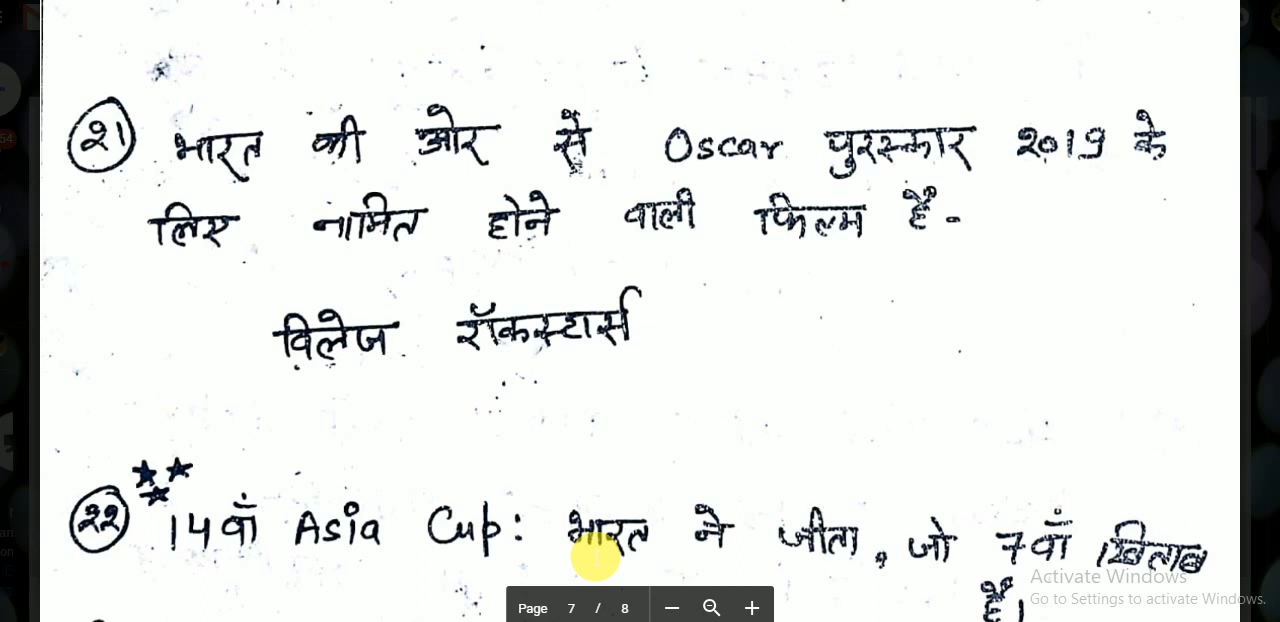 २१ भारत की ओर से Oscar पुरस्कार 2019 के
लिए नामित होने वाली फिल्म है -
विलेज रॉकस्टार्स
२२ 14वाँ Asia Cup: भारत ने जीता, जो 7वाँ खिताब
है।
Activate Windows
Go to Settings to activate Windows.
Page 7 / 8